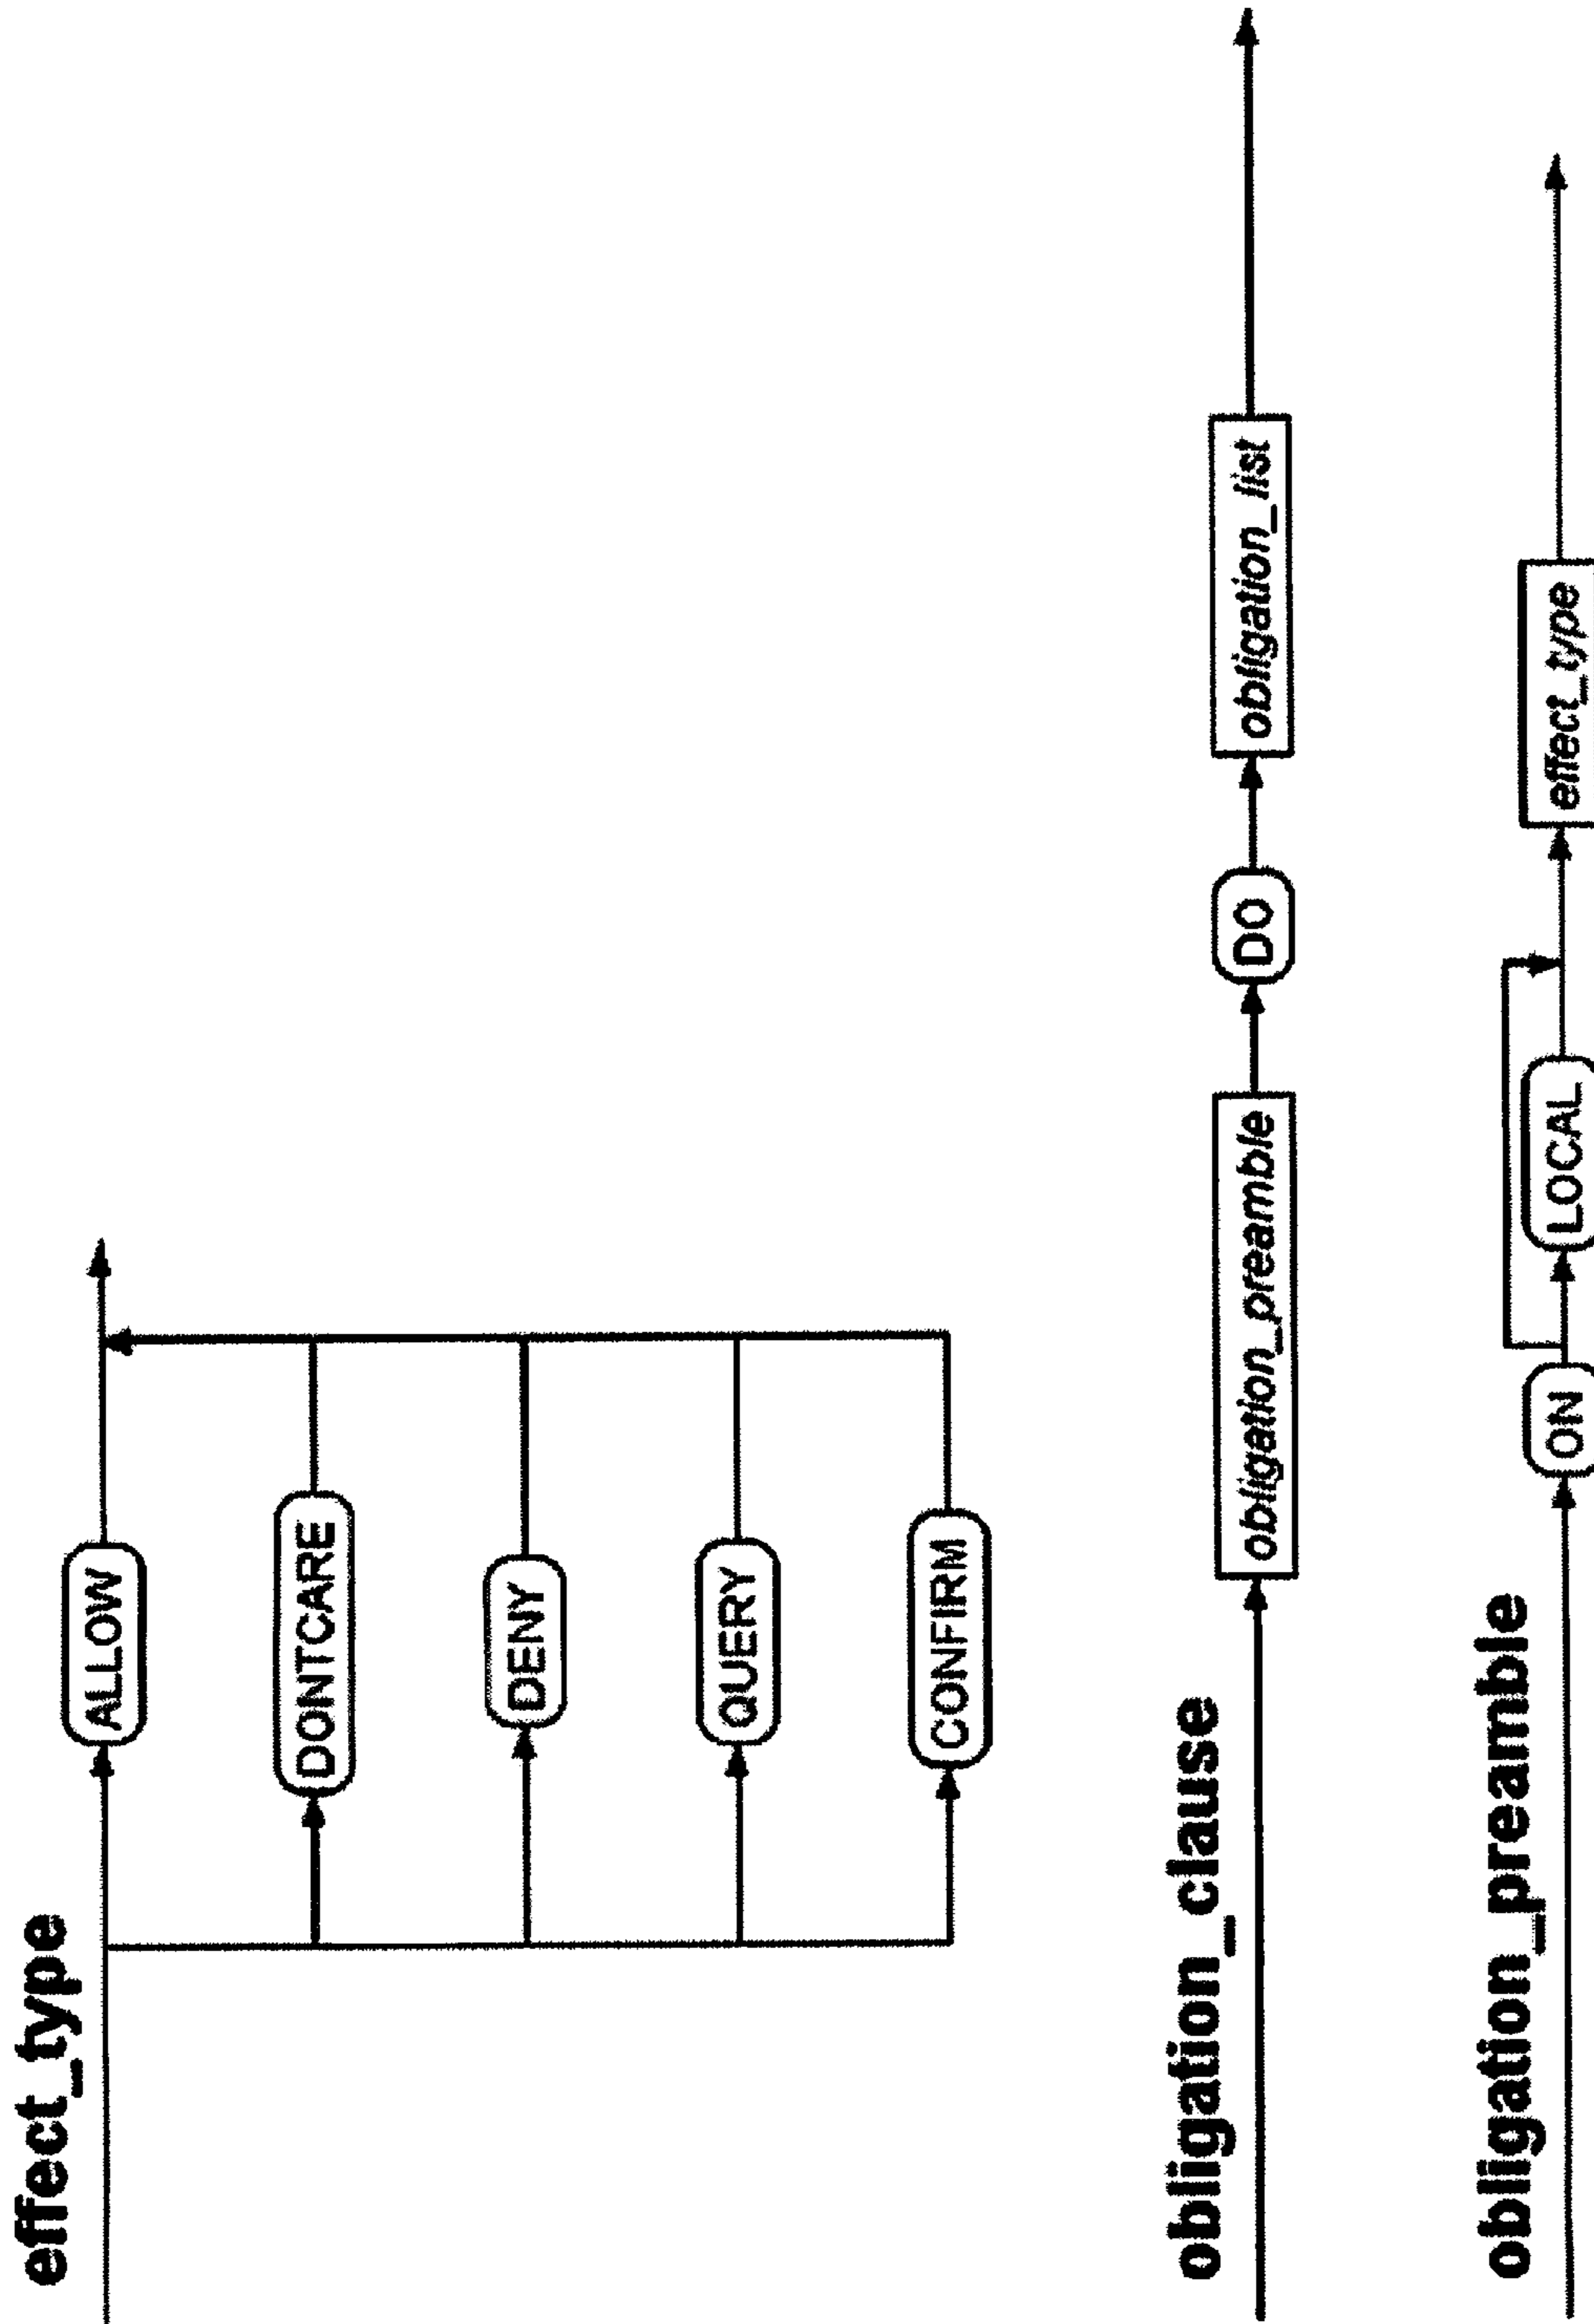 effect_type
ALLOW
DONTCARE
DENY
QUERY
CONFIRM
obligation_clause
obligation_preamble DO obligation_list
obligation_preamble
ON LOCAL effect_type